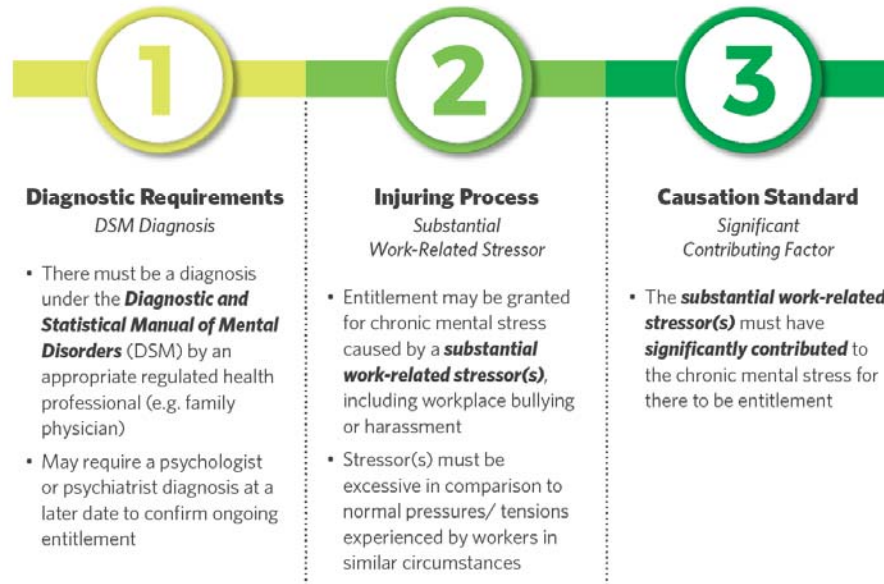 1
Diagnostic Requirements
DSM Diagnosis
• There must be a diagnosis
under the Diagnostic and
Statistical Manual of Mental
Disorders (DSM) by an
appropriate regulated health
professional (e.g. family
physician)
• May require a psychologist
or psychiatrist diagnosis at a
later date to confirm ongoing
entitlement
2
Injuring Process
Substantial
Work-Related Stressor
• Entitlement may be granted
for chronic mental stress
caused by a substantial
work-related stressor(s),
including workplace bullying
or harassment
• Stressor(s) must be
excessive in comparison to
normal pressures/ tensions
experienced by workers in
similar circumstances
3
Causation Standard
Significant
Contributing Factor
• The substantial work-related
stressor(s) must have
significantly contributed to
the chronic mental stress for
there to be entitlement